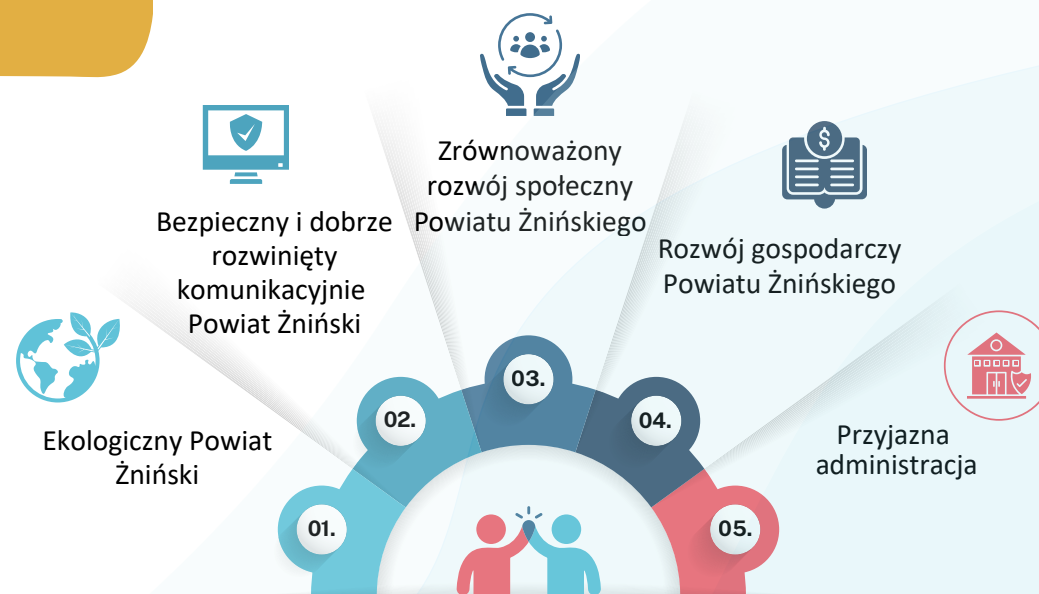 Ekologiczny Powiat
Żniński
01.
Bezpieczny i dobrze
rozwinięty
komunikacyjnie
Powiat Żniński
02.
Zrównoważony
rozwój społeczny
Powiatu Żnińskiego
03.
$
Rozwój gospodarczy
Powiatu Żnińskiego
04.
Przyjazna
administracja
05.